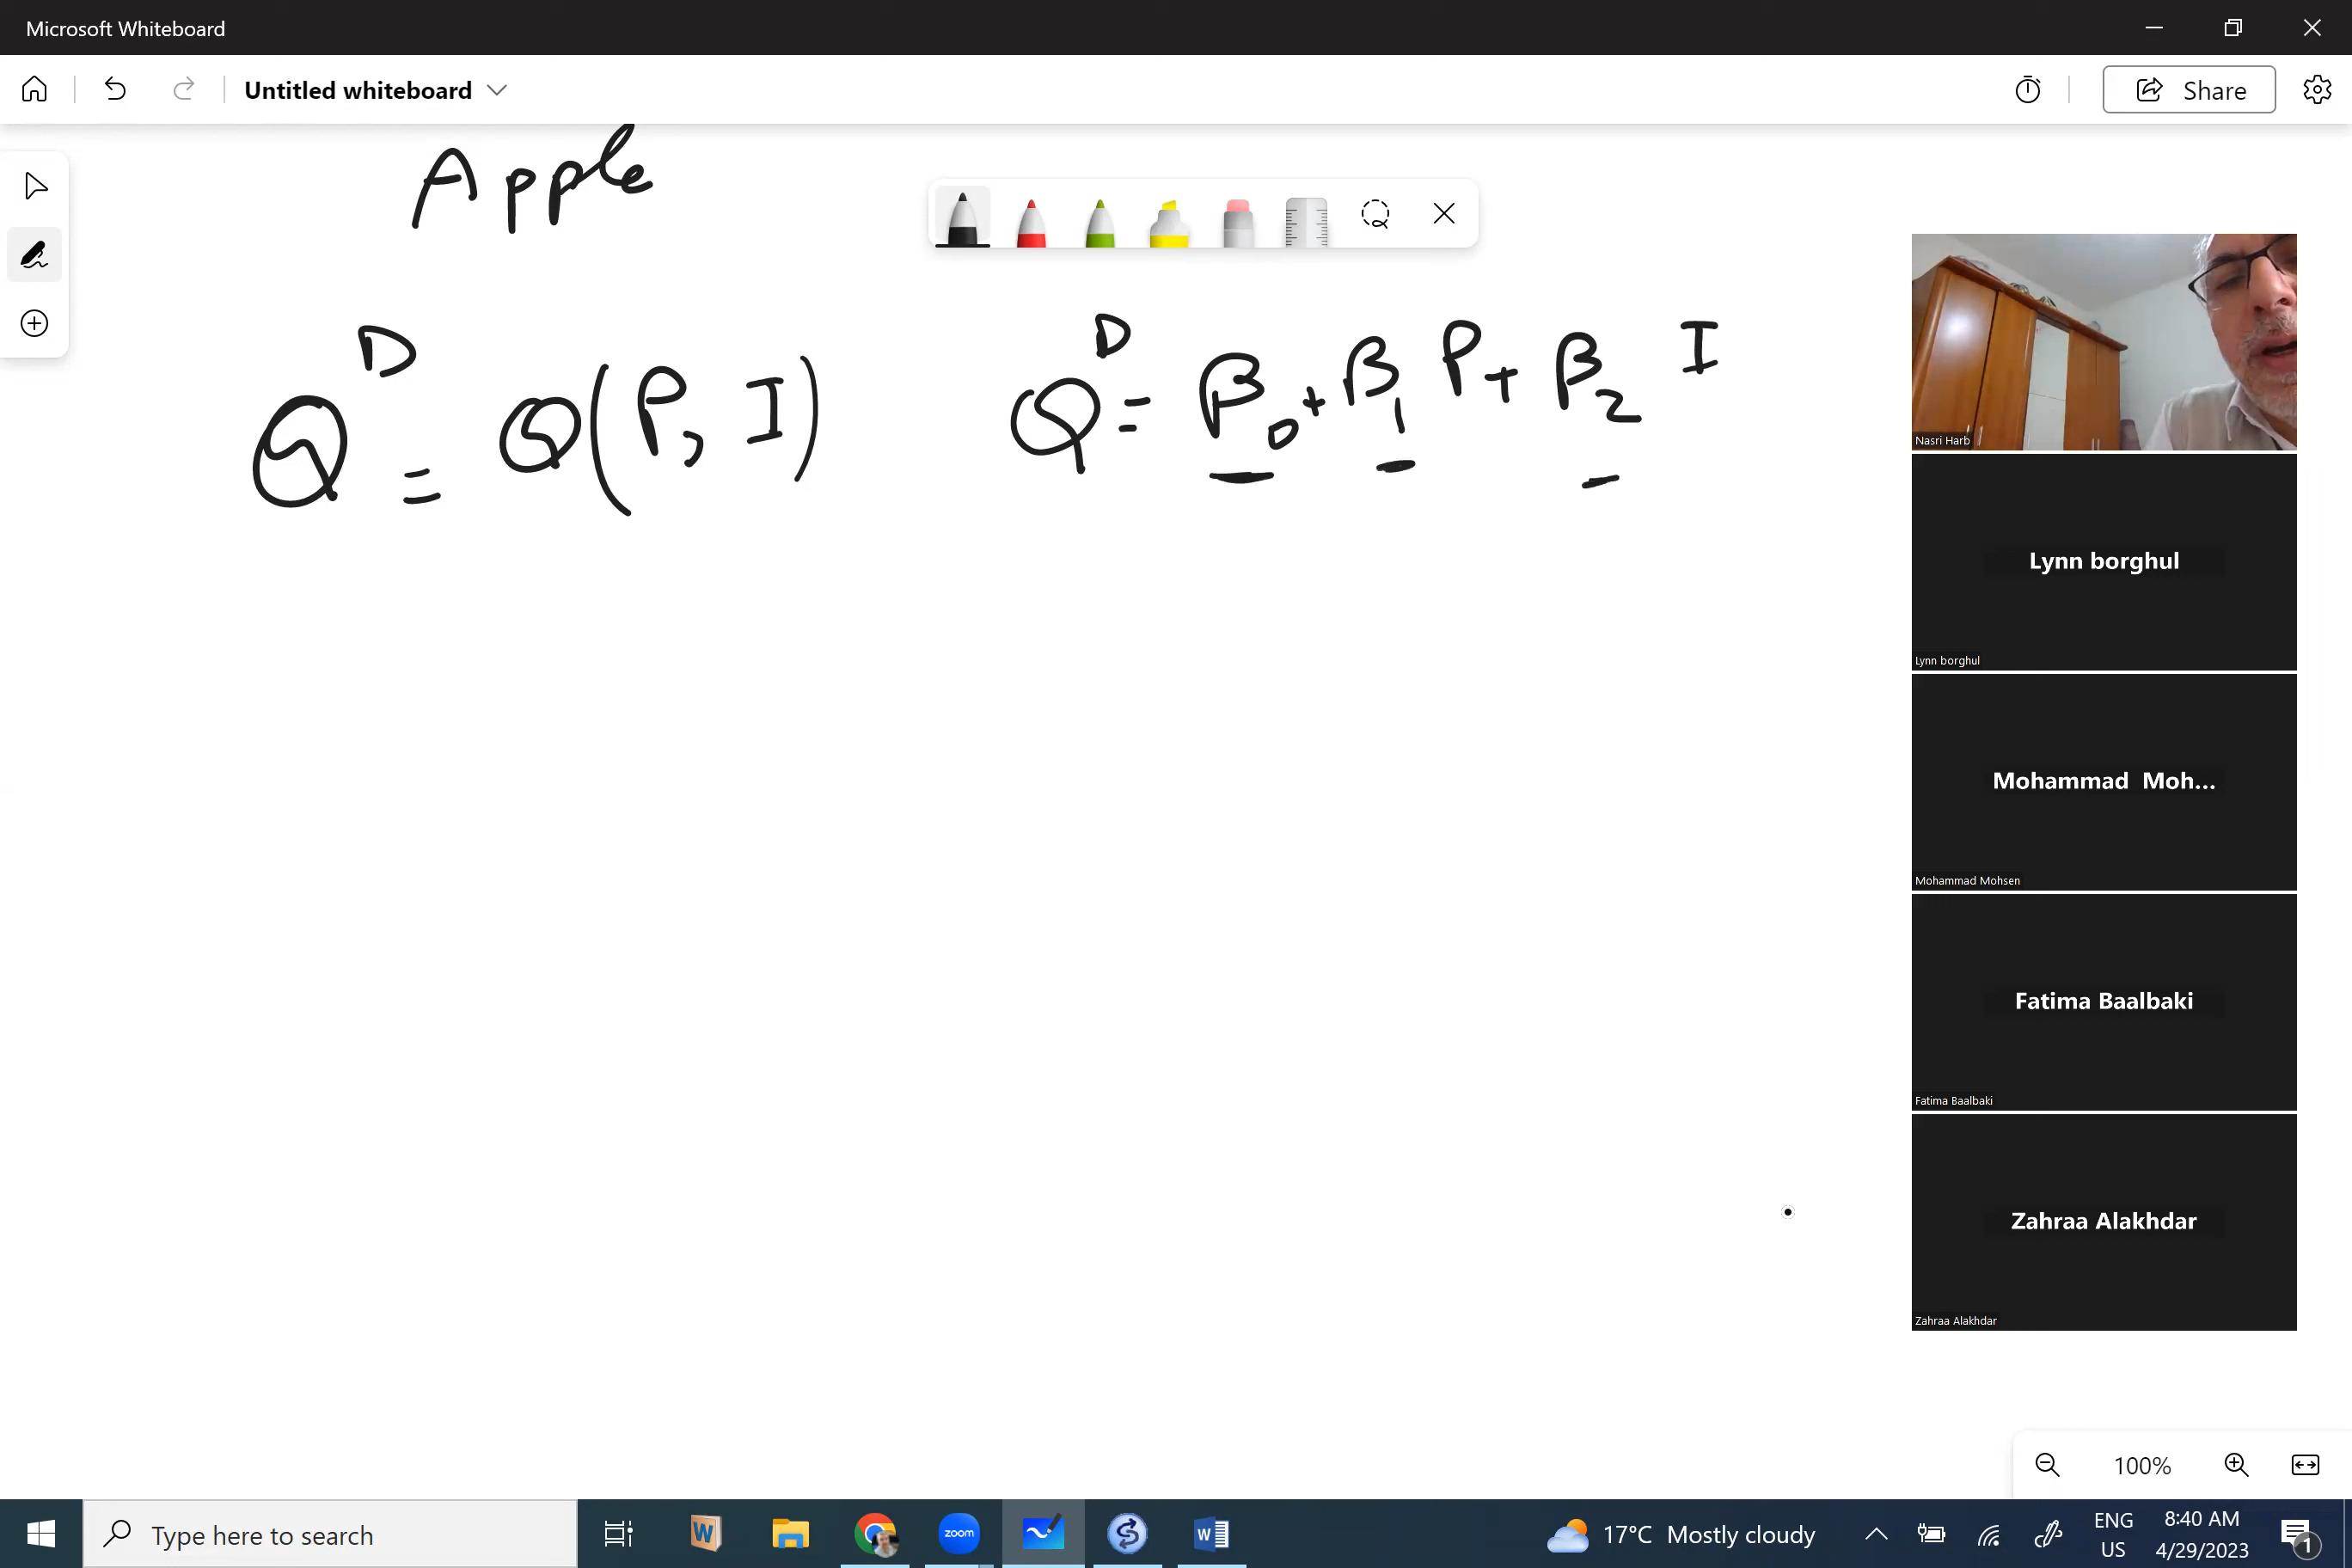 Microsoft Whiteboard
Untitled whiteboard
Share
Apple
Q^D = Q(P, I)
Q^D = β₀ + β₁ P + β₂ I
Nasri Harb
Lynn borghul
Lynn borghul
Mohammad Moh...
Mohammad Mohsen
Fatima Baalbaki
Fatima Baalbaki
Zahraa Alakhdar
Zahraa Alakhdar
100%
Type here to search
W
zoom
W
17°C Mostly cloudy
ENG
US
8:40 AM
4/29/2023
1